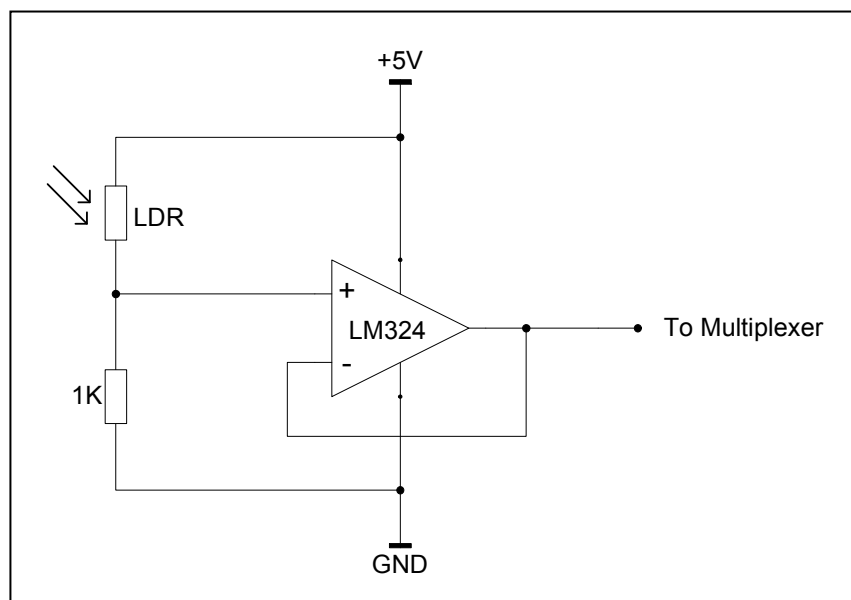 +5V
LDR
+
LM324
To Multiplexer
-
1K
GND